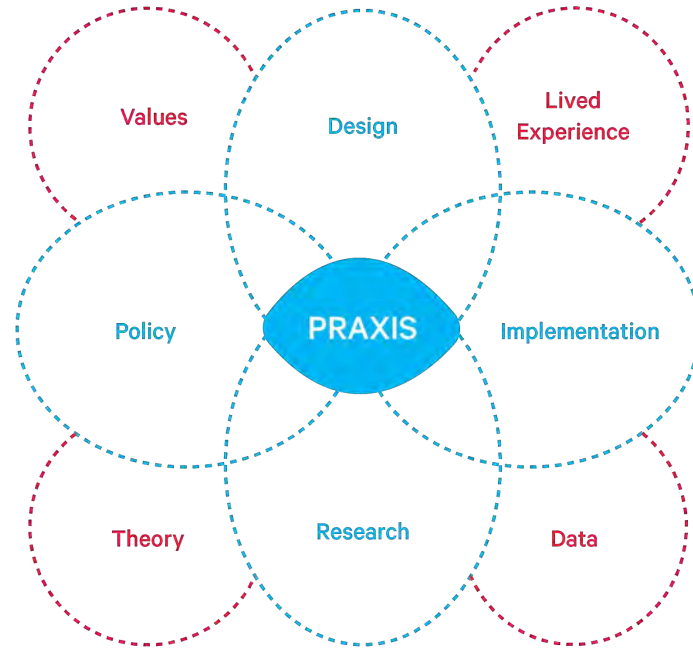 Values
Design
Lived
Experience
Policy
PRAXIS
Implementation
Theory
Research
Data